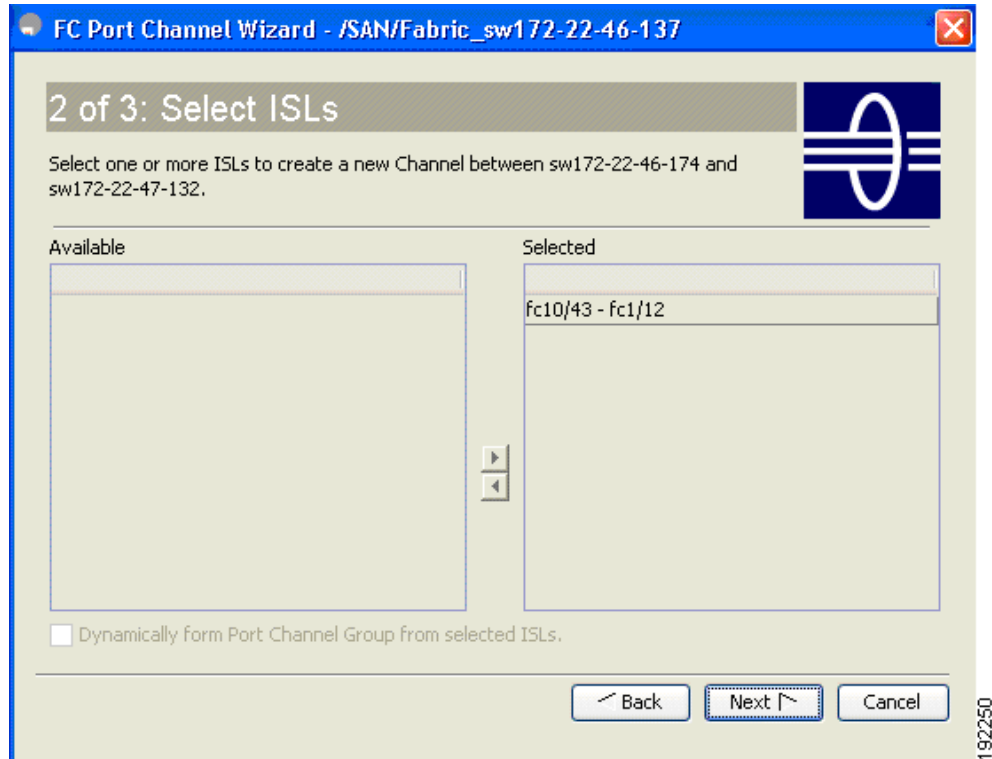 FC Port Channel Wizard - /SAN/Fabric_sw172-22-46-137
2 of 3: Select ISLs
Select one or more ISLs to create a new Channel between sw172-22-46-174 and
sw172-22-47-132.
Available
Selected
fc10/43 - fc1/12
Dynamically form Port Channel Group from selected ISLs.
Back
Next
Cancel
192250